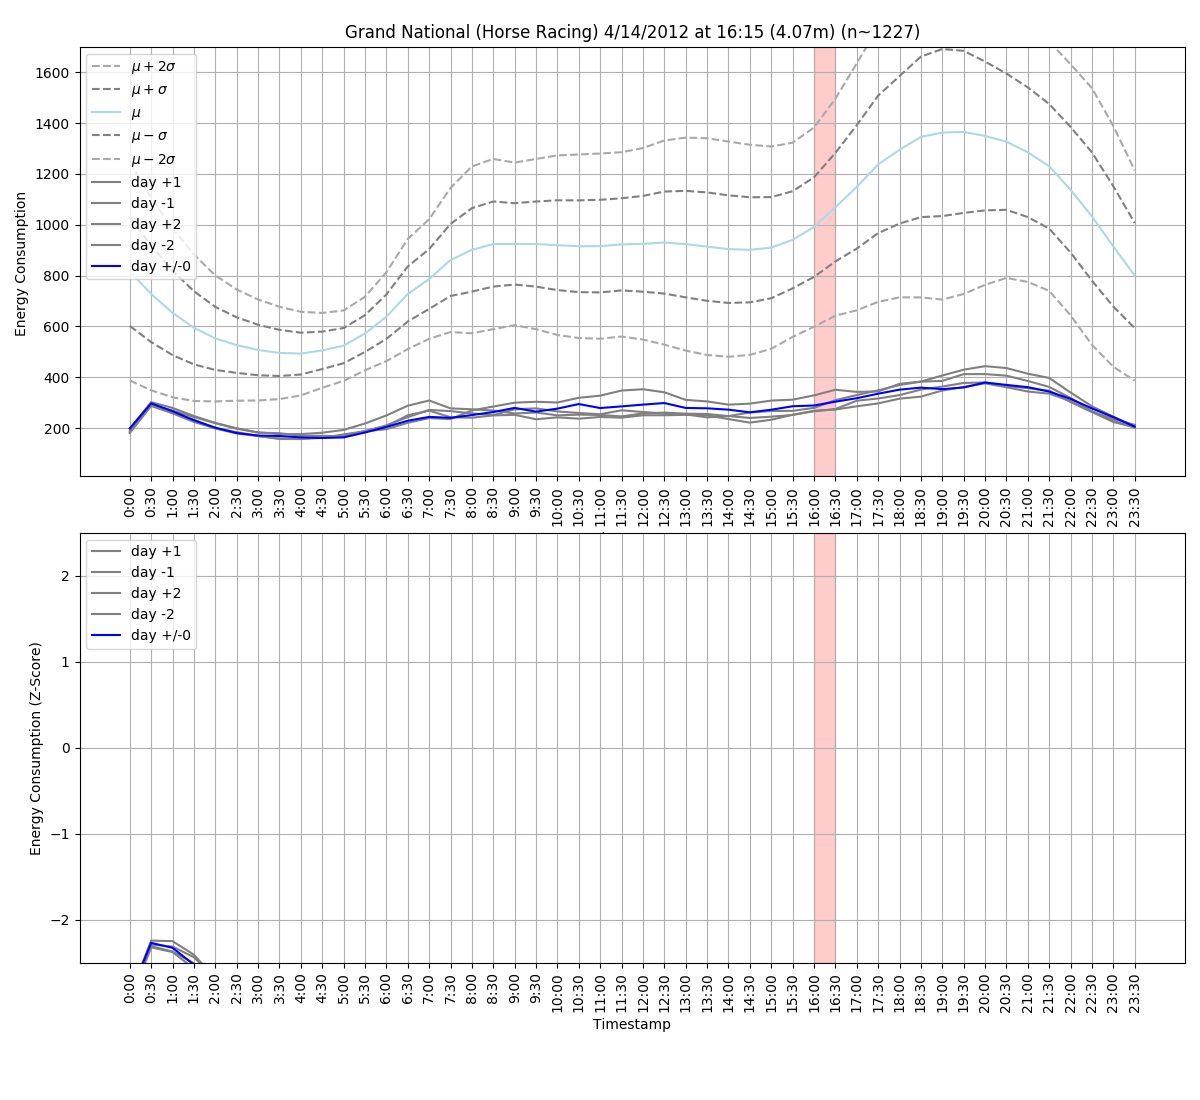 Grand National (Horse Racing) 4/14/2012 at 16:15 (4.07m) (n~1227)
Energy Consumption
1600
1400
1200
1000
800
600
400
200
μ + 2σ
μ + σ
μ
μ − σ
μ − 2σ
day +1
day -1
day +2
day -2
day +/-0
0:00 0:30 1:00 1:30 2:00 2:30 3:00 3:30 4:00 4:30 5:00 5:30 6:00 6:30 7:00 7:30 8:00 8:30 9:00 9:30 10:00 10:30 11:00 11:30 12:00 12:30 13:00 13:30 14:00 14:30 15:00 15:30 16:00 16:30 17:00 17:30 18:00 18:30 19:00 19:30 20:00 20:30 21:00 21:30 22:00 22:30 23:00 23:30
Energy Consumption (Z-Score)
2
1
0
−1
−2
day +1
day -1
day +2
day -2
day +/-0
0:00 0:30 1:00 1:30 2:00 2:30 3:00 3:30 4:00 4:30 5:00 5:30 6:00 6:30 7:00 7:30 8:00 8:30 9:00 9:30 10:00 10:30 11:00 11:30 12:00 12:30 13:00 13:30 14:00 14:30 15:00 15:30 16:00 16:30 17:00 17:30 18:00 18:30 19:00 19:30 20:00 20:30 21:00 21:30 22:00 22:30 23:00 23:30
Timestamp